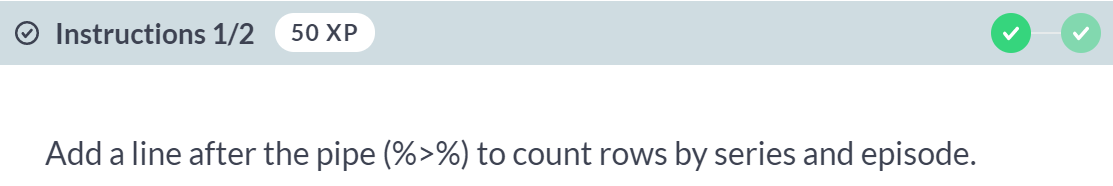 Instructions 1/2 50 XP
Add a line after the pipe (%>%) to count rows by series and episode.